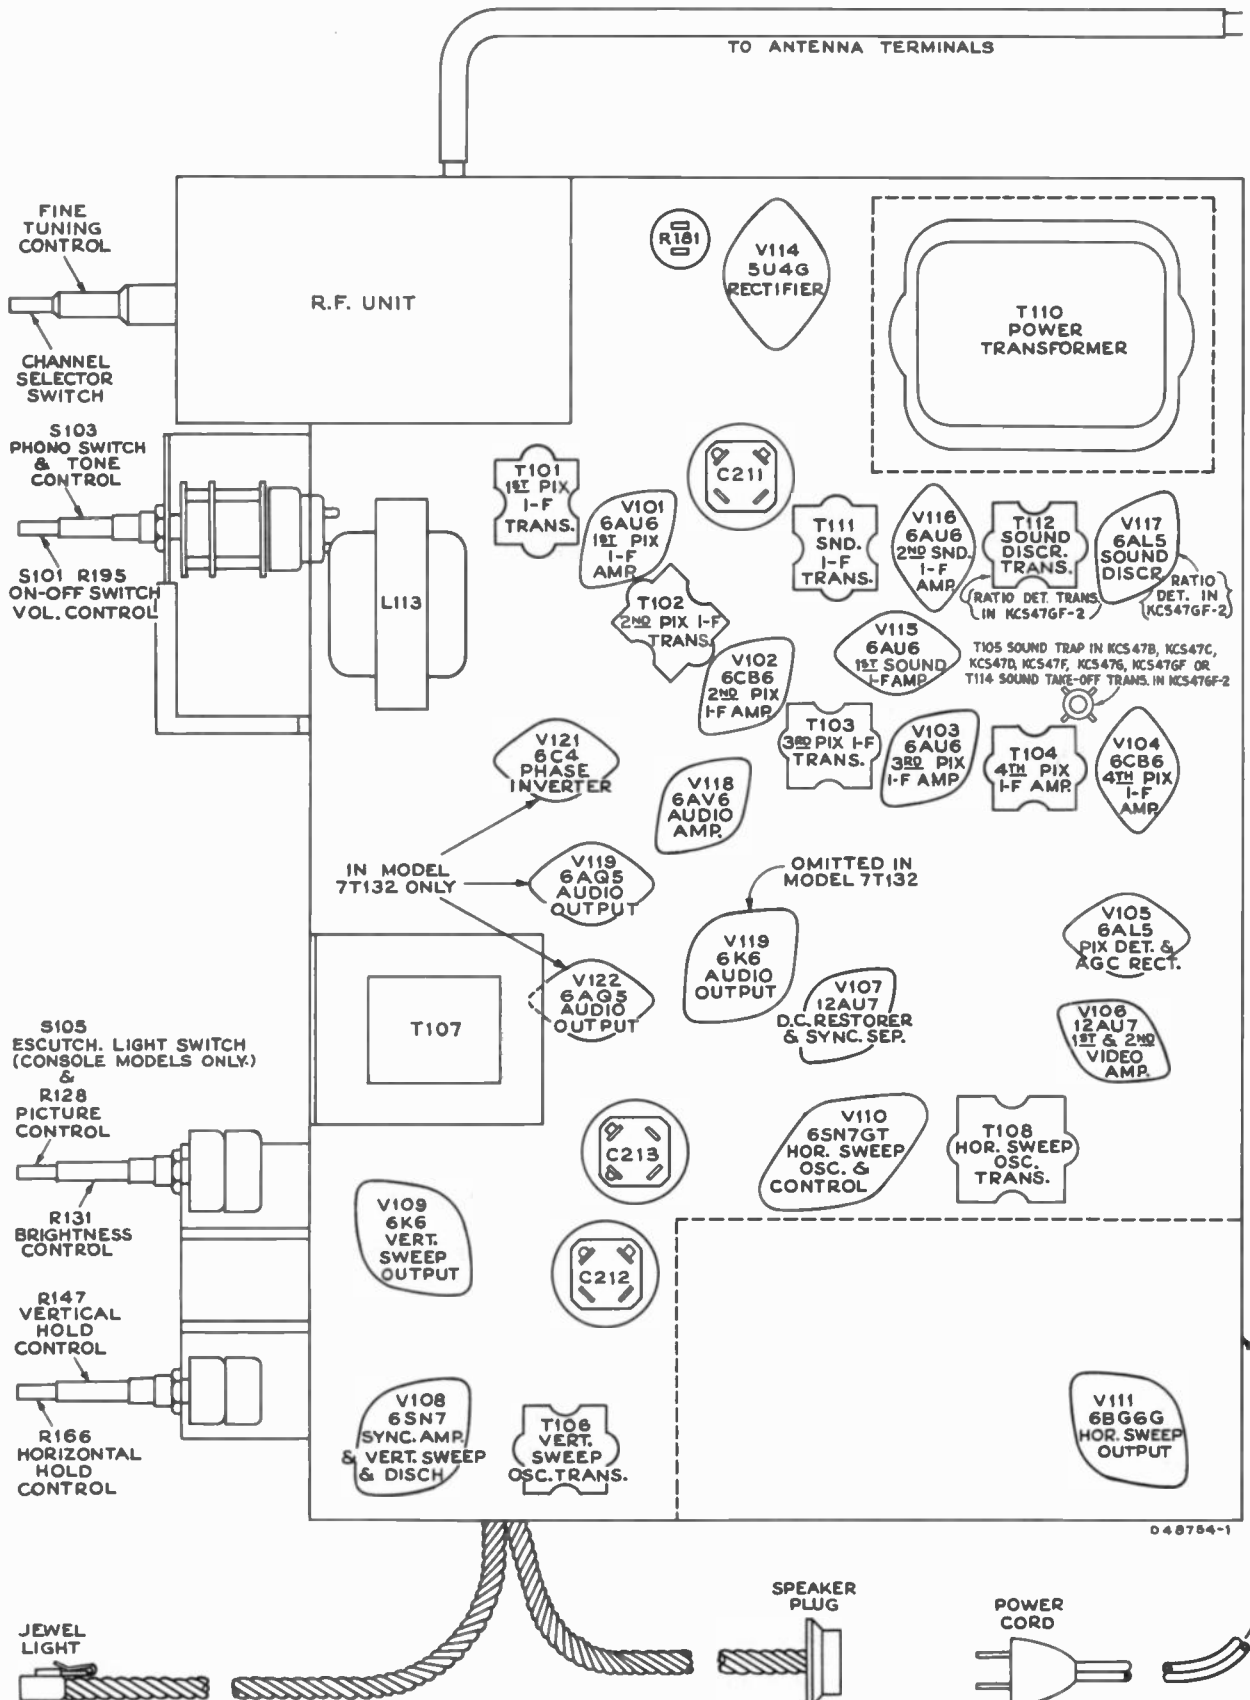 TO ANTENNA TERMINALS
FINE
TUNING
CONTROL
R.F. UNIT
CHANNEL
SELECTOR
SWITCH
R181
V114
5U4G
RECTIFIER
T110
POWER
TRANSFORMER
S103
PHONO SWITCH
& TONE
CONTROL
S101 R195
ON-OFF SWITCH
VOL. CONTROL
L113
T101
1ST PIX
I-F
TRANS.
V101
6AU6
1ST PIX
I-F
AMP.
C211
T111
SND.
I-F
TRANS.
V116
6AU6
2ND SND.
I-F
AMP.
T112
SOUND
DISCR.
TRANS.
(RATIO DET. TRANS.
IN KCS47GF-2)
V117
6AL5
SOUND
DISCR.
(RATIO
DET. IN
KCS47GF-2)
T102
2ND PIX I-F
TRANS.
V115
6AU6
1ST SOUND
I-F AMP.
T105 SOUND TRAP IN KCS47B, KCS47C,
KCS47D, KCS47F, KCS47G, KCS47GF OR
T114 SOUND TAKE-OFF TRANS. IN KCS47GF-2
V102
6CB6
2ND PIX
I-F AMP.
T103
3RD PIX I-F
TRANS.
V103
6AU6
3RD PIX
I-F AMP.
T104
4TH PIX
I-F AMP.
V104
6CB6
4TH PIX
I-F
AMP.
V121
6C4
PHASE
INVERTER
V118
6AV6
AUDIO
AMP.
IN MODEL
7T132 ONLY
V119
6AQ5
AUDIO
OUTPUT
OMITTED IN
MODEL 7T132
V119
6K6
AUDIO
OUTPUT
V105
6AL5
PIX DET. &
AGC RECT.
V122
6AQ5
AUDIO
OUTPUT
V107
12AU7
D.C. RESTORER
& SYNC. SEP.
V106
12AU7
1ST & 2ND
VIDEO
AMP.
T107
S105
ESCUTCH. LIGHT SWITCH
(CONSOLE MODELS ONLY.)
&
R128
PICTURE
CONTROL
R131
BRIGHTNESS
CONTROL
C213
V110
6SN7GT
HOR. SWEEP
OSC. &
CONTROL
T108
HOR. SWEEP
OSC.
TRANS.
V109
6K6
VERT.
SWEEP
OUTPUT
C212
R147
VERTICAL
HOLD
CONTROL
R166
HORIZONTAL
HOLD
CONTROL
V108
6SN7
SYNC. AMP.
& VERT. SWEEP
& DISCH
T106
VERT.
SWEEP
OSC. TRANS.
V111
6BG6G
HOR. SWEEP
OUTPUT
D48754-1
JEWEL
LIGHT
SPEAKER
PLUG
POWER
CORD